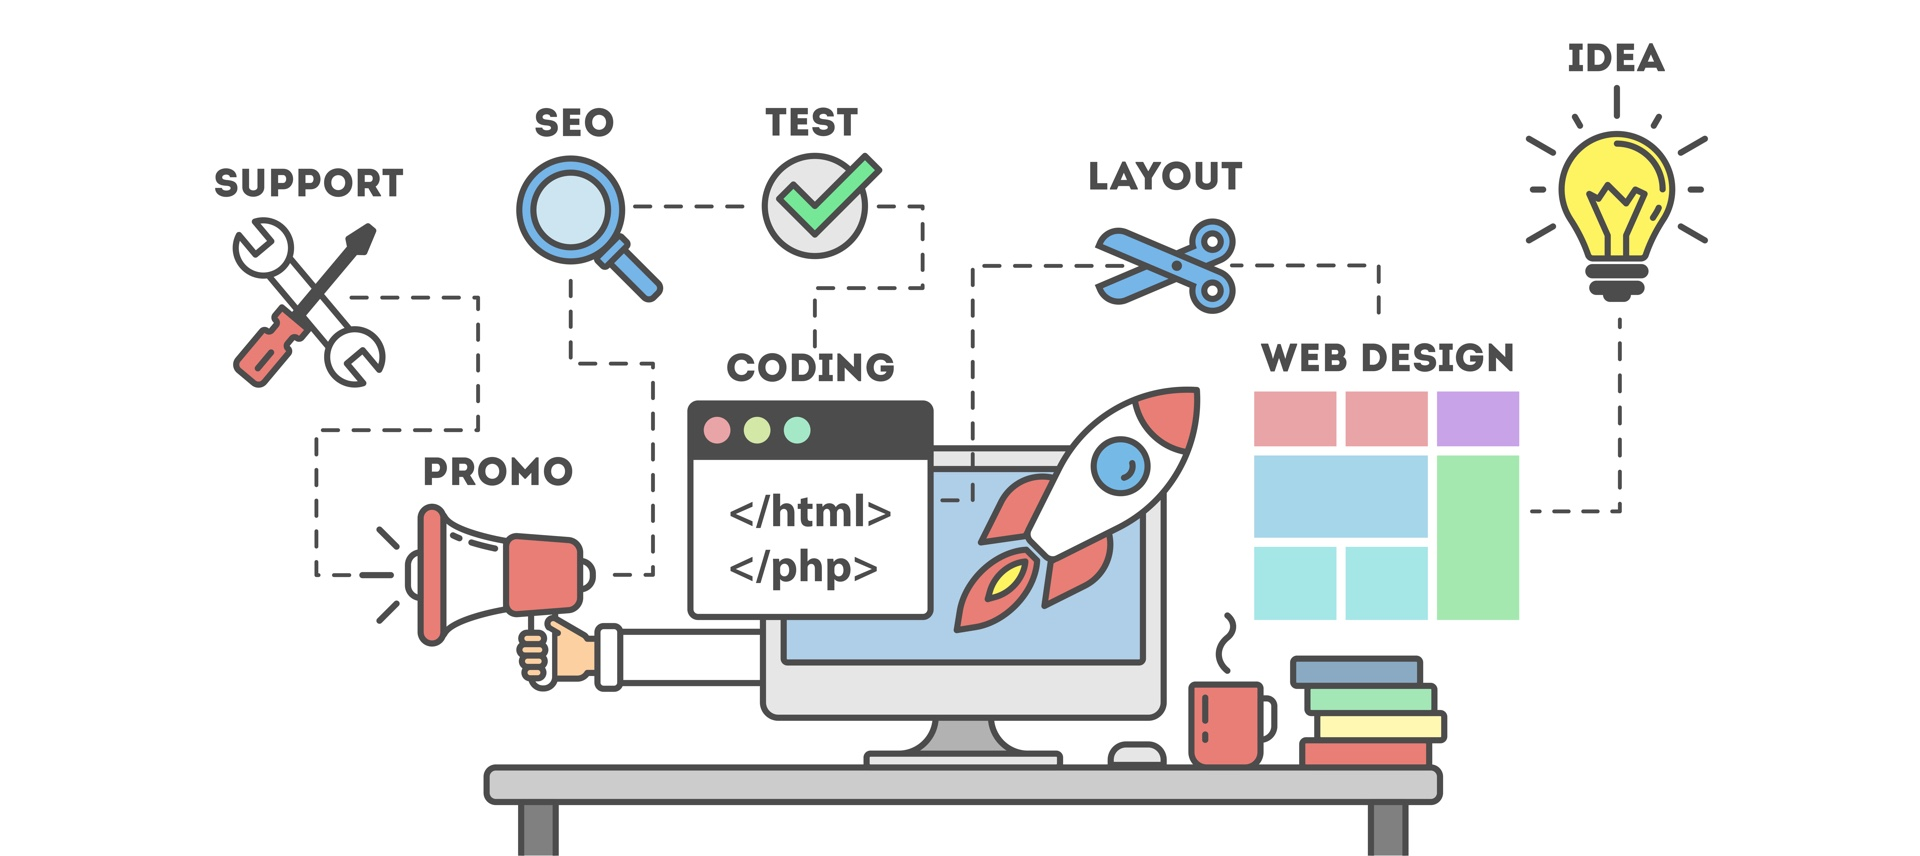 IDEA
SEO
TEST
LAYOUT
SUPPORT
WEB DESIGN
CODING
PROMO
</html>
</php>